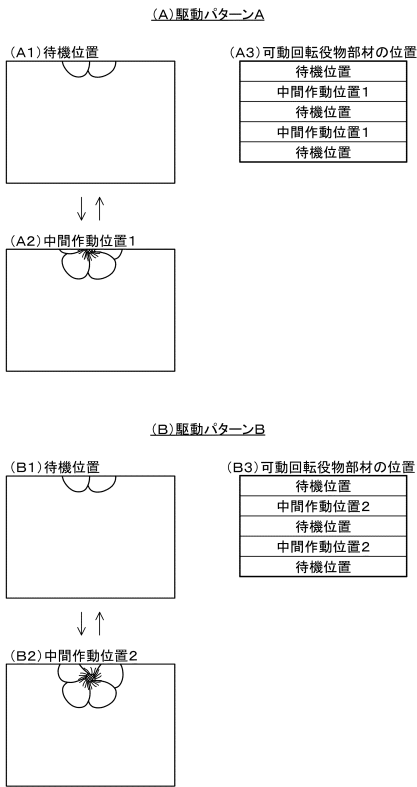 (A)駆動パターンA
(A1)待機位置
(A3)可動回転役物部材の位置
待機位置
中間作動位置1
待機位置
中間作動位置1
待機位置
(A2)中間作動位置1
(B)駆動パターンB
(B1)待機位置
(B3)可動回転役物部材の位置
待機位置
中間作動位置2
待機位置
中間作動位置2
待機位置
(B2)中間作動位置2